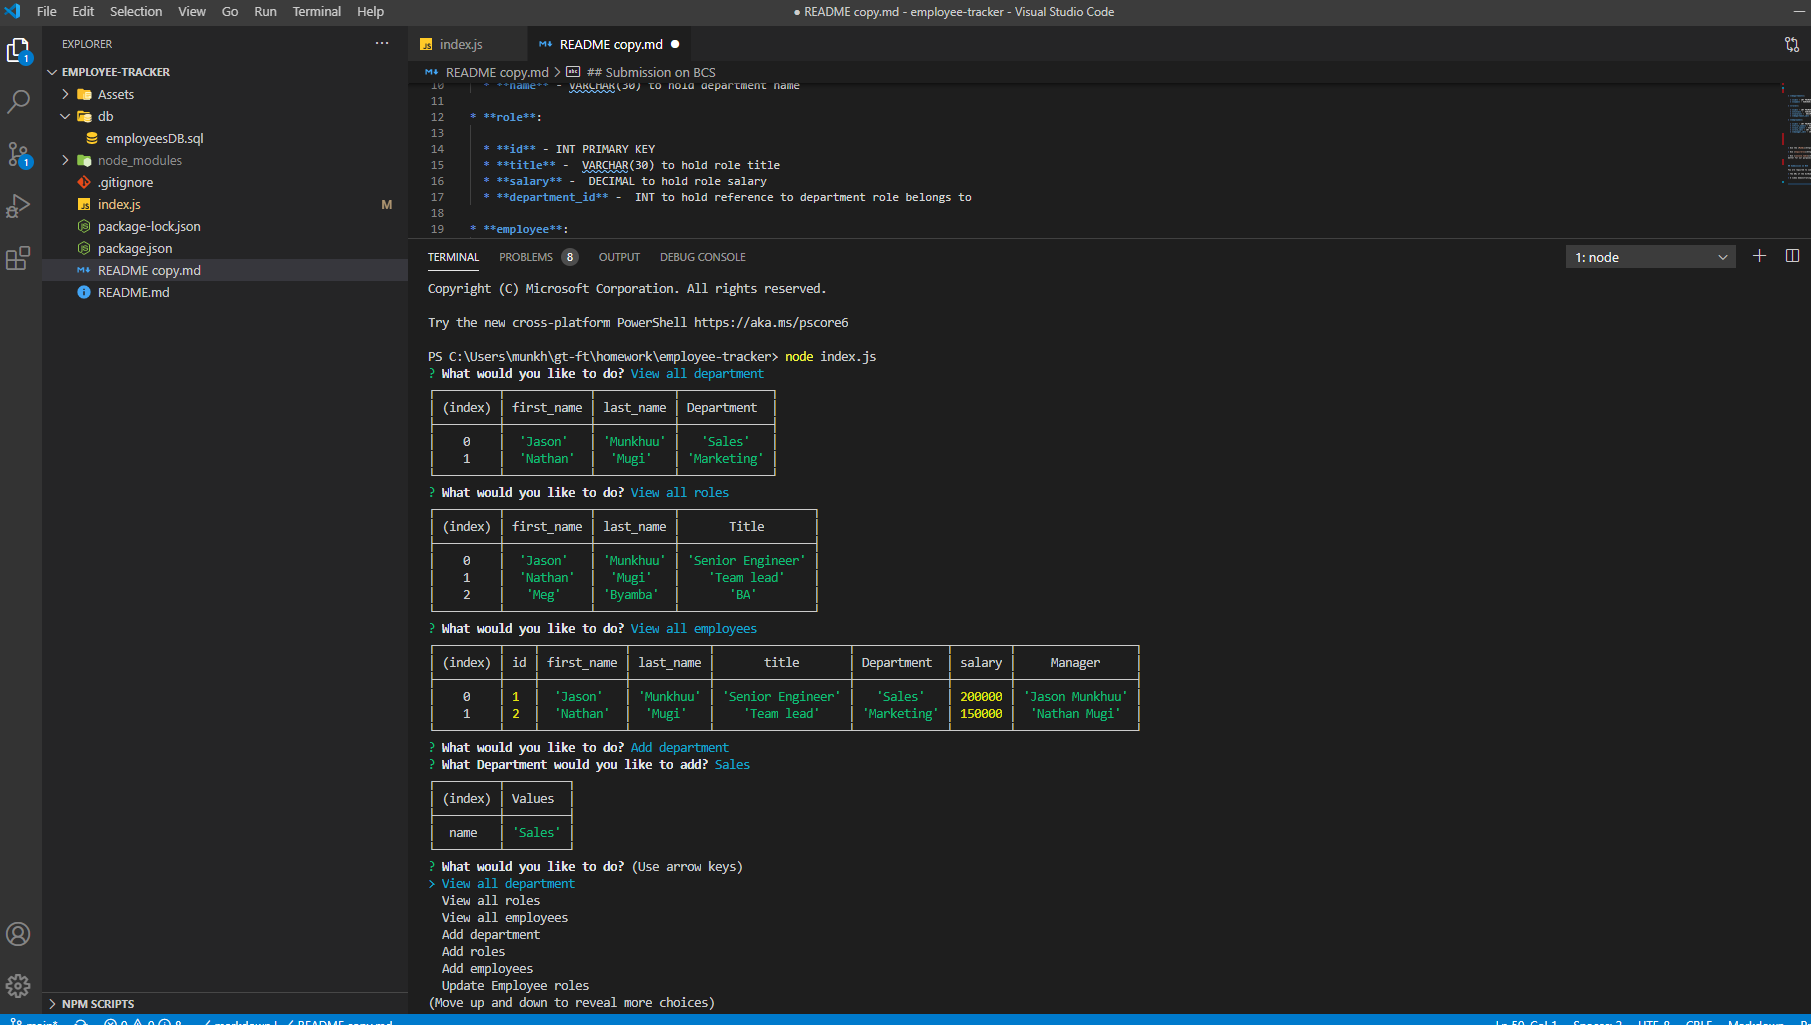 File Edit Selection View Go Run Terminal Help
● README copy.md - employee-tracker - Visual Studio Code
EXPLORER
EMPLOYEE-TRACKER
Assets
db
employeesDB.sql
node_modules
.gitignore
index.js M
package-lock.json
package.json
README copy.md
README.md
NPM SCRIPTS
1
1
index.js
README copy.md ●
README copy.md > ## Submission on BCS
10 * **name** - VARCHAR(30) to hold department name
11
12 * **role**:
13
14 * **id** - INT PRIMARY KEY
15 * **title** - VARCHAR(30) to hold role title
16 * **salary** - DECIMAL to hold role salary
17 * **department_id** - INT to hold reference to department role belongs to
18
19 * **employee**:
TERMINAL PROBLEMS 8 OUTPUT DEBUG CONSOLE 1: node
Copyright (C) Microsoft Corporation. All rights reserved.
Try the new cross-platform PowerShell https://aka.ms/pscore6
PS C:\Users\munkh\gt-ft\homework\employee-tracker> node index.js
? What would you like to do? View all department
(index) first_name last_name Department
0 'Jason' 'Munkhuu' 'Sales'
1 'Nathan' 'Mugi' 'Marketing'
? What would you like to do? View all roles
(index) first_name last_name Title
0 'Jason' 'Munkhuu' 'Senior Engineer'
1 'Nathan' 'Mugi' 'Team lead'
2 'Meg' 'Byamba' 'BA'
? What would you like to do? View all employees
(index) id first_name last_name title Department salary Manager
0 1 'Jason' 'Munkhuu' 'Senior Engineer' 'Sales' 200000 'Jason Munkhuu'
1 2 'Nathan' 'Mugi' 'Team lead' 'Marketing' 150000 'Nathan Mugi'
? What would you like to do? Add department
? What Department would you like to add? Sales
(index) Values
name 'Sales'
? What would you like to do? (Use arrow keys)
> View all department
View all roles
View all employees
Add department
Add roles
Add employees
Update Employee roles
(Move up and down to reveal more choices)
main* 0 0 8 markdown README copy.md Ln 50, Col 1 Spaces: 2 UTF-8 CRLF Markdown